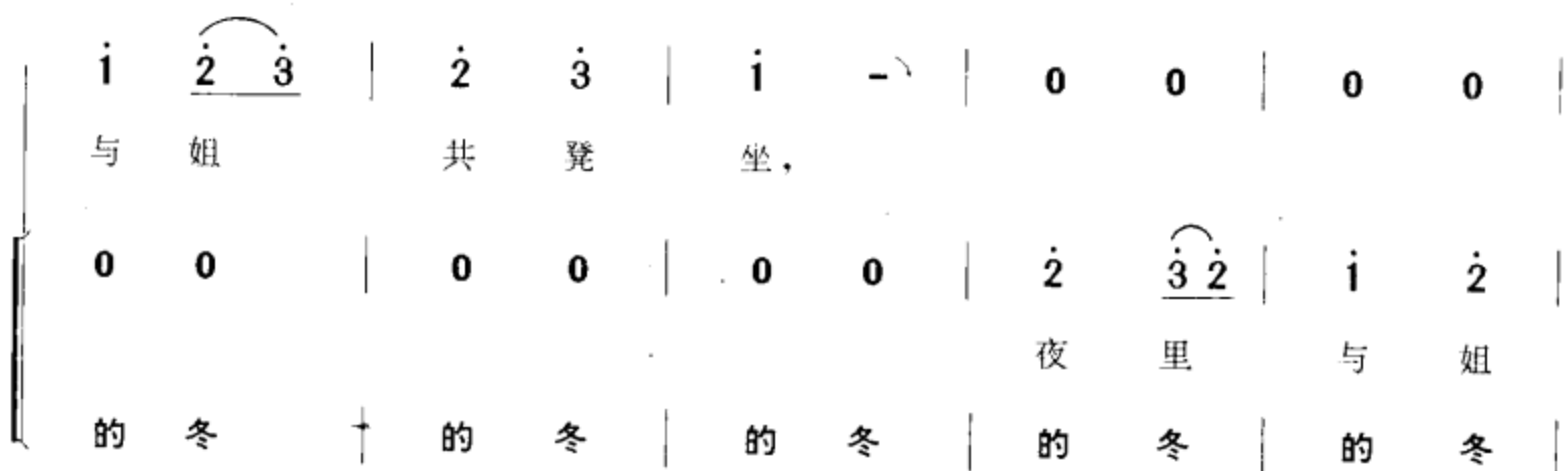 1̇ 2̇ 3̇ | 2̇ 3̇ | 1̇ - | 0 0 | 0 0 |
与 姐 共 凳 坐，
0 0 | 0 0 | 0 0 | 2̇ 3̇ 2̇ | 1̇ 2̇ |
夜 里 与 姐
的 冬 | 的 冬 | 的 冬 | 的 冬 | 的 冬 |